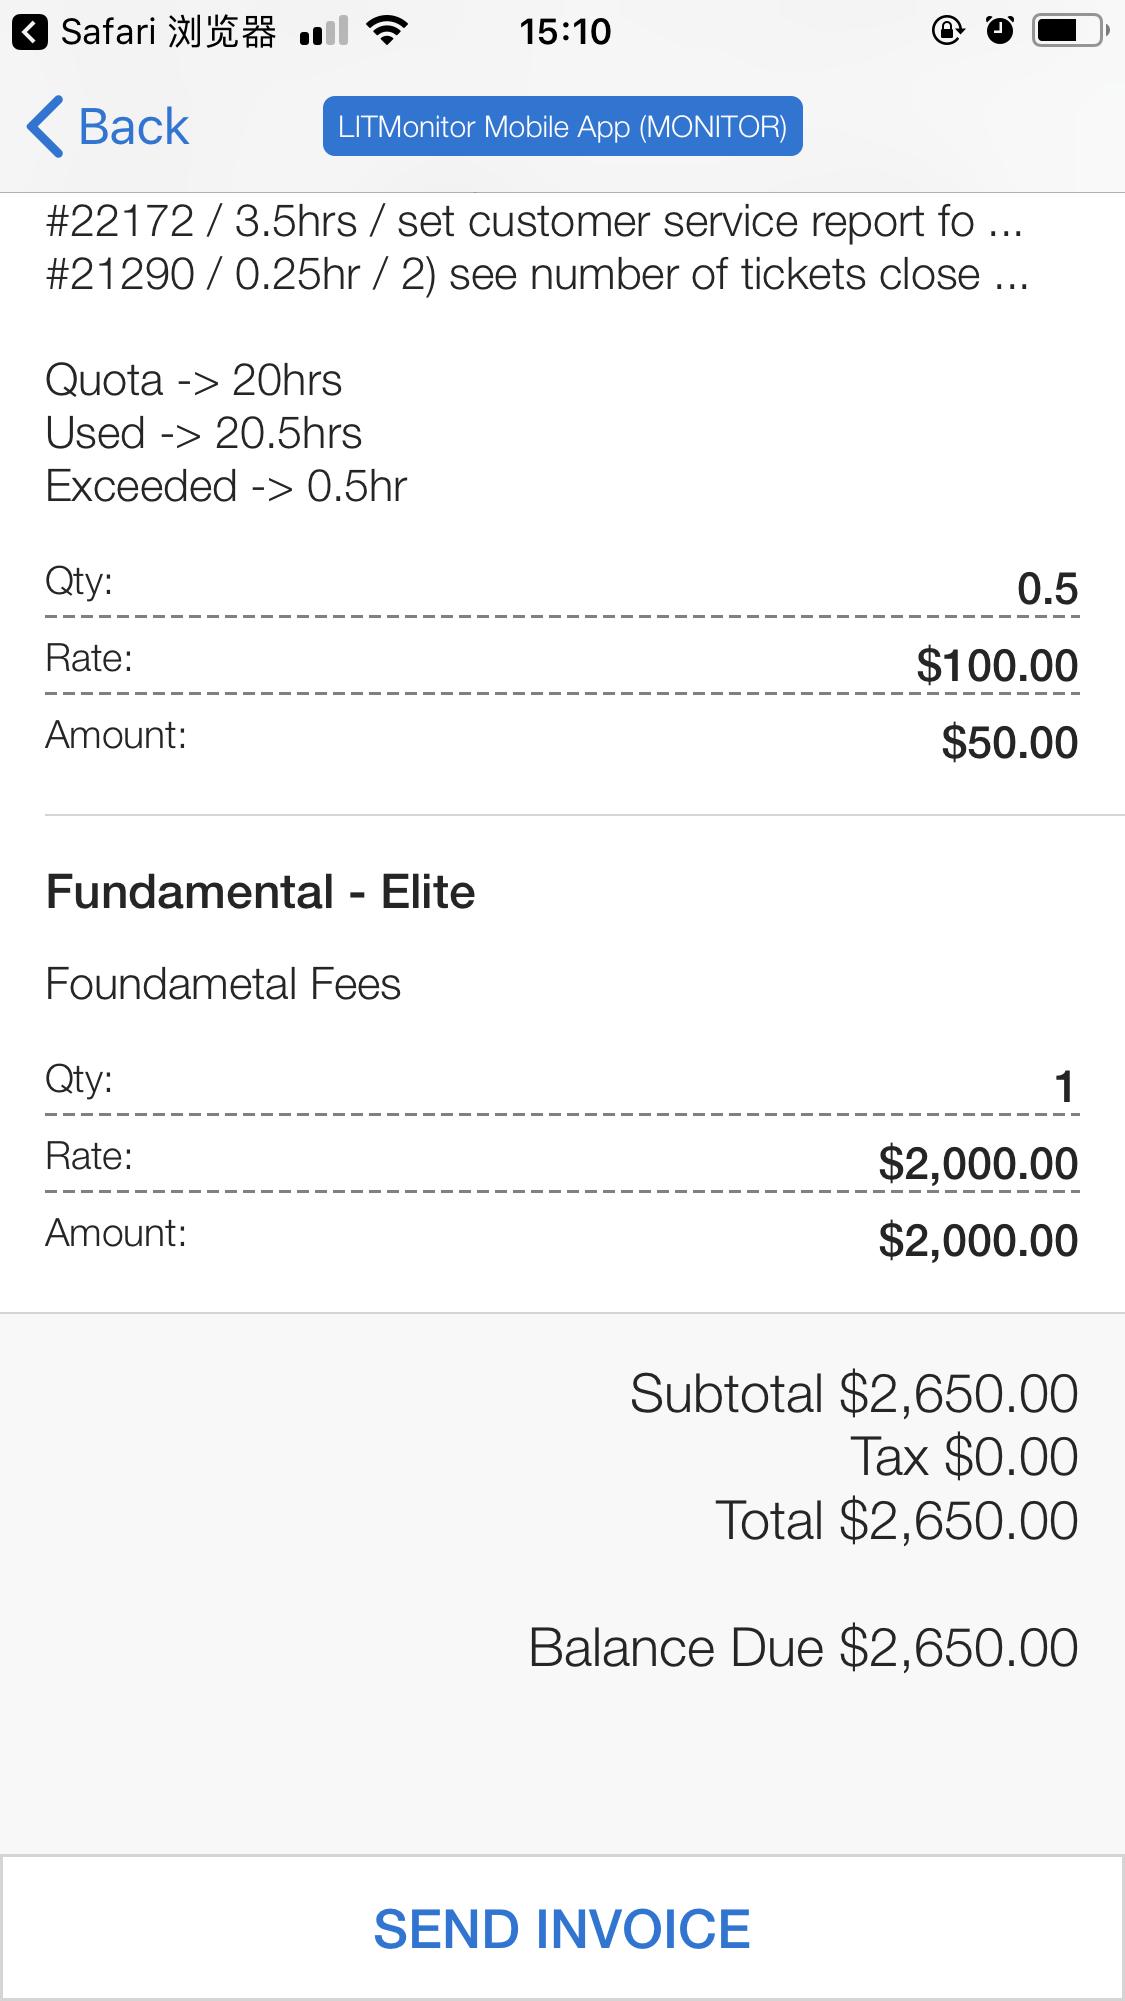 Safari 浏览器
15:10
Back
LITMonitor Mobile App (MONITOR)
#22172 / 3.5hrs / set customer service report fo ...
#21290 / 0.25hr / 2) see number of tickets close ...
Quota -> 20hrs
Used -> 20.5hrs
Exceeded -> 0.5hr
Qty: 0.5
Rate: $100.00
Amount: $50.00
Fundamental - Elite
Foundametal Fees
Qty: 1
Rate: $2,000.00
Amount: $2,000.00
Subtotal $2,650.00
Tax $0.00
Total $2,650.00
Balance Due $2,650.00
SEND INVOICE